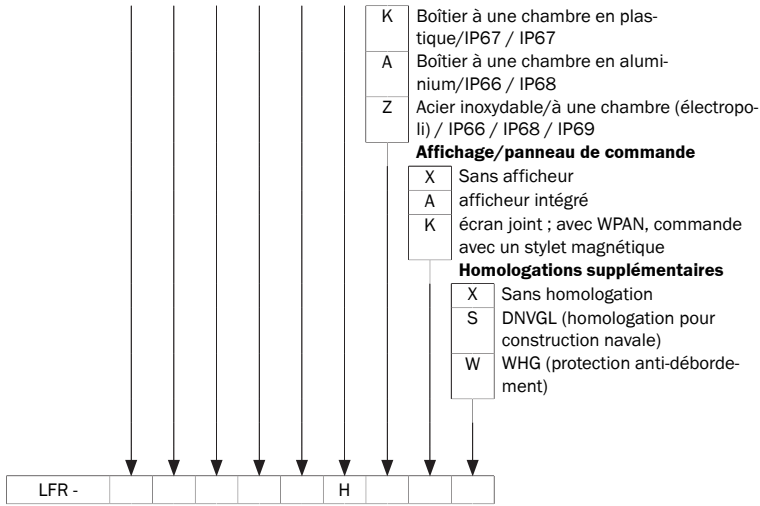 K Boîtier à une chambre en plas-
tique/IP67 / IP67
A Boîtier à une chambre en alumi-
nium/IP66 / IP68
Z Acier inoxydable/à une chambre (électropo-
li) / IP66 / IP68 / IP69
Affichage/panneau de commande
X Sans afficheur
A afficheur intégré
K écran joint ; avec WPAN, commande
avec un stylet magnétique
Homologations supplémentaires
X Sans homologation
S DNVGL (homologation pour
construction navale)
W WHG (protection anti-déborde-
ment)
LFR - H